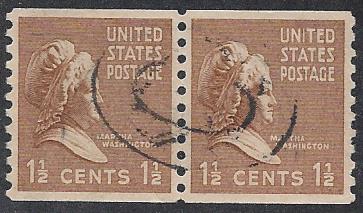 UNITED
STATES
POSTAGE
MARTHA
WASHINGTON
1½ CENTS 1½
UNITED
STATES
POSTAGE
MARTHA
WASHINGTON
1½ CENTS 1½